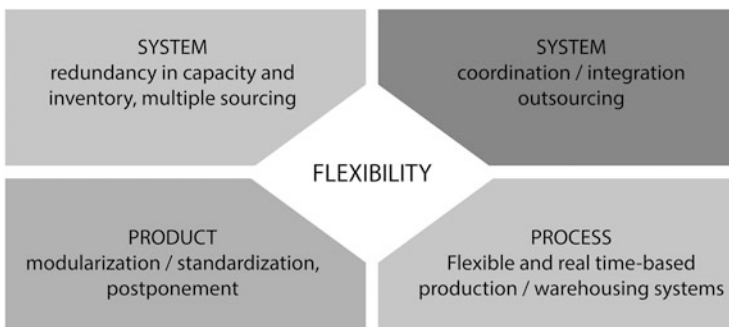 SYSTEM
redundancy in capacity and
inventory, multiple sourcing
SYSTEM
coordination / integration
outsourcing
FLEXIBILITY
PRODUCT
modularization / standardization,
postponement
PROCESS
Flexible and real time-based
production / warehousing systems